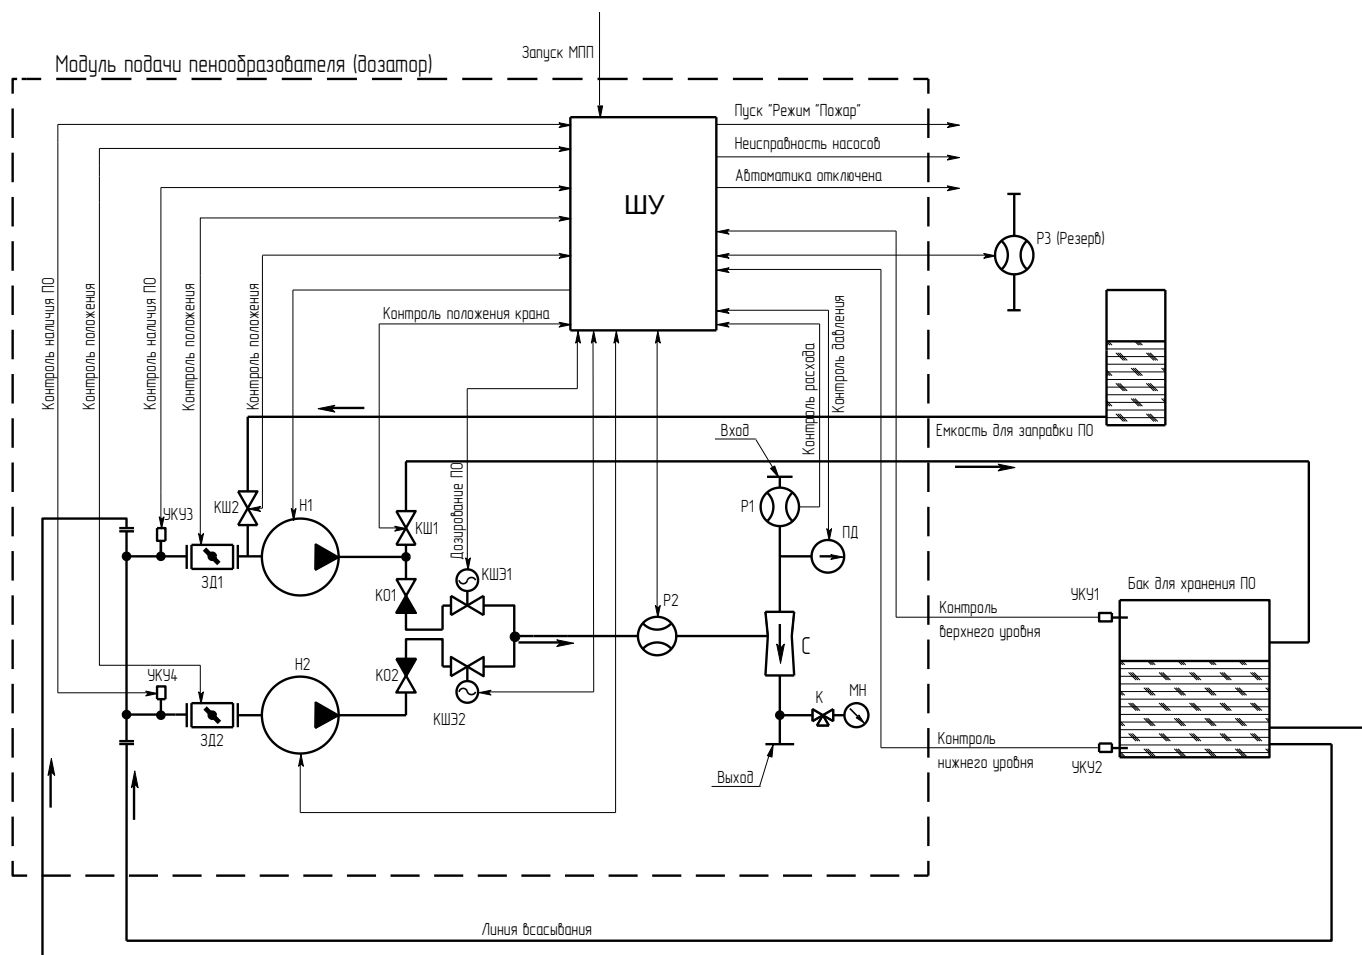 Запуск МПП
Модуль подачи пенообразователя (дозатор)
Пуск "Режим "Пожар"
Неисправность насосов
Автоматика отключена
ШУ
Р3 (Резерв)
Контроль наличия ПО
Контроль положения
Контроль наличия ПО
Контроль положения
Контроль положения
Контроль положения крана
Контроль расхода
Контроль давления
Емкость для заправки ПО
Вход
Дозирование ПО
УКУ3
КШ2
Н1
КШ1
Р1
ПД
ЗД1
КО1
КШЭ1
Р2
Бак для хранения ПО
УКУ1
Контроль
верхнего уровня
С
УКУ4
Н2
КО2
КШЭ2
К
МН
ЗД2
Контроль
нижнего уровня
УКУ2
Выход
Линия всасывания